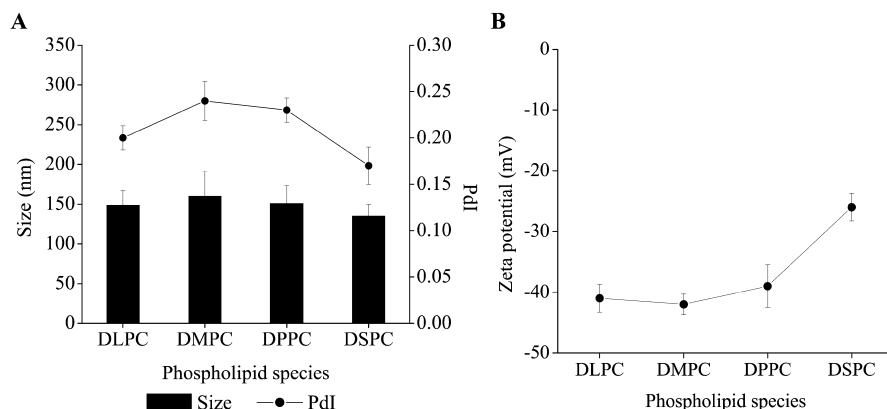 A
350
300
250
200
150
100
50
0
Size (nm)
0.30
0.25
0.20
0.15
0.10
0.05
0.00
PdI
DLPC DMPC DPPC DSPC
Phospholipid species
Size PdI
B
0
-10
-20
-30
-40
-50
Zeta potential (mV)
DLPC DMPC DPPC DSPC
Phospholipid species